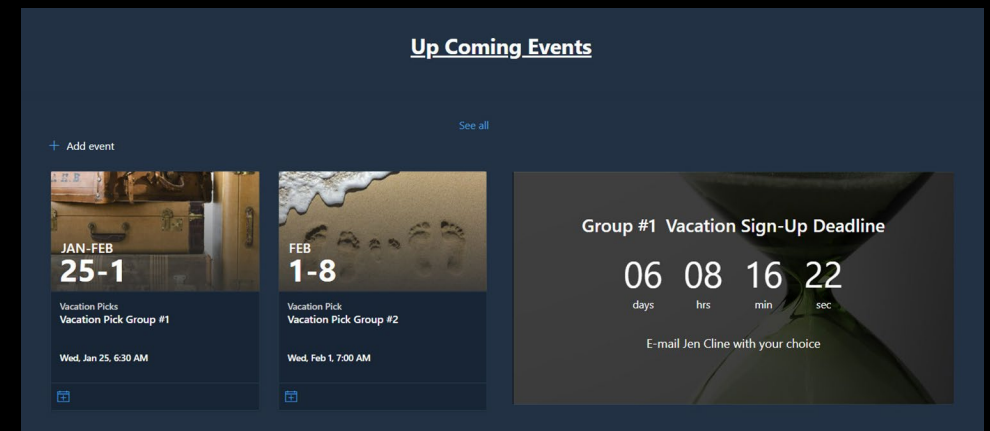 Up Coming Events
See all
+ Add event
JAN-FEB
25-1
Vacation Picks
Vacation Pick Group #1
Wed, Jan 25, 6:30 AM
FEB
1-8
Vacation Pick
Vacation Pick Group #2
Wed, Feb 1, 7:00 AM
Group #1 Vacation Sign-Up Deadline
06 08 16 22
days hrs min sec
E-mail Jen Cline with your choice